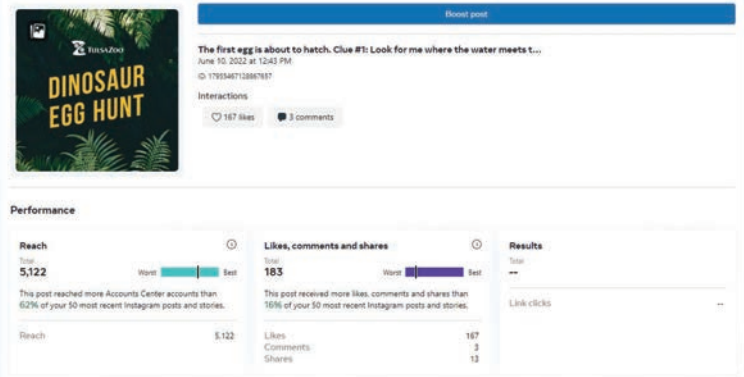 TULSA ZOO
DINOSAUR
EGG HUNT
Boost post
The first egg is about to hatch. Clue #1: Look for me where the water meets t...
June 10, 2022 at 12:43 PM
Interactions
167 likes
3 comments
Performance
Reach
Total
5,122
Worst Best
This post reached more Accounts Center accounts than
62% of your 50 most recent Instagram posts and stories.
Reach 5,122
Likes, comments and shares
Total
183
Worst Best
This post received more likes, comments and shares than
16% of your 50 most recent Instagram posts and stories.
Likes 167
Comments 3
Shares 13
Results
Total
--
Link clicks --